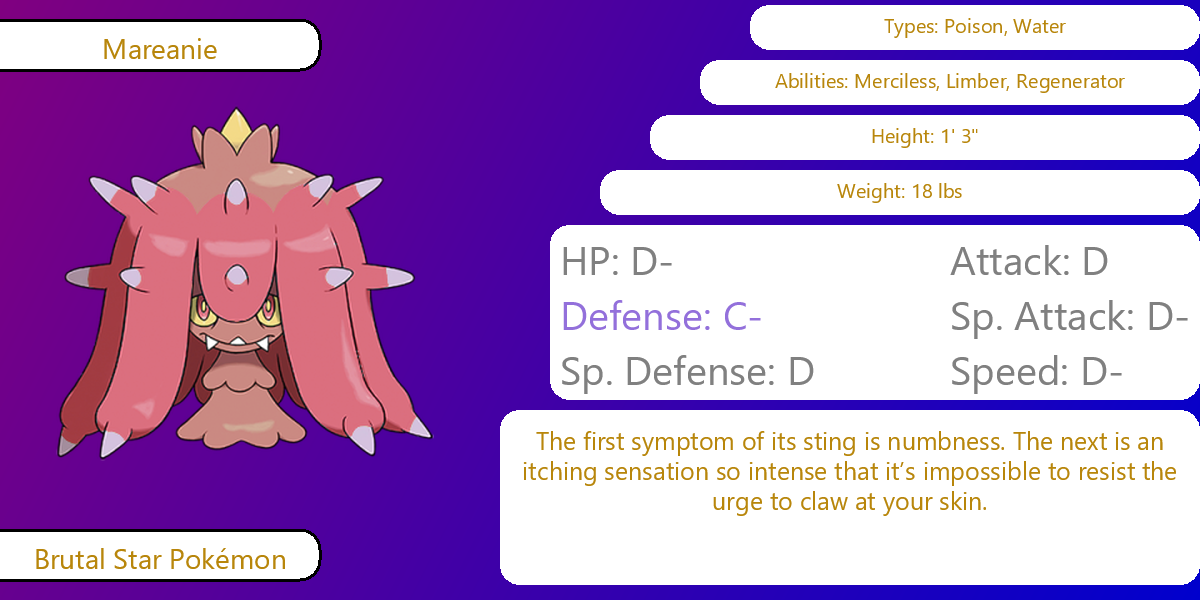 Mareanie
Types: Poison, Water
Abilities: Merciless, Limber, Regenerator
Height: 1' 3"
Weight: 18 lbs
HP: D-
Attack: D
Defense: C-
Sp. Attack: D-
Sp. Defense: D
Speed: D-
The first symptom of its sting is numbness. The next is an
itching sensation so intense that it’s impossible to resist the
urge to claw at your skin.
Brutal Star Pokémon